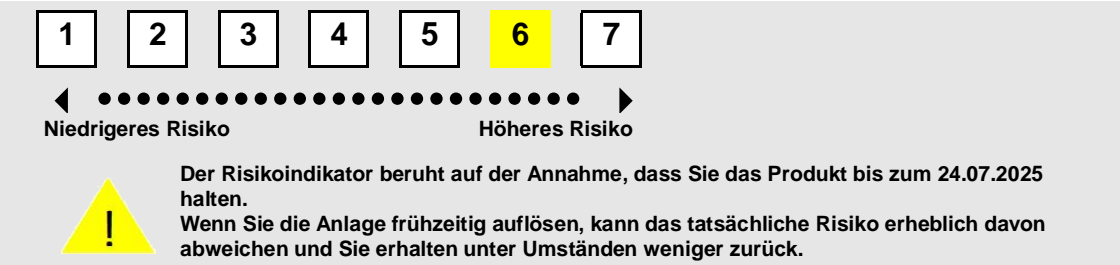 1 2 3 4 5 6 7
Niedrigeres Risiko Höheres Risiko
Der Risikoindikator beruht auf der Annahme, dass Sie das Produkt bis zum 24.07.2025
halten.
Wenn Sie die Anlage frühzeitig auflösen, kann das tatsächliche Risiko erheblich davon
abweichen und Sie erhalten unter Umständen weniger zurück.
!